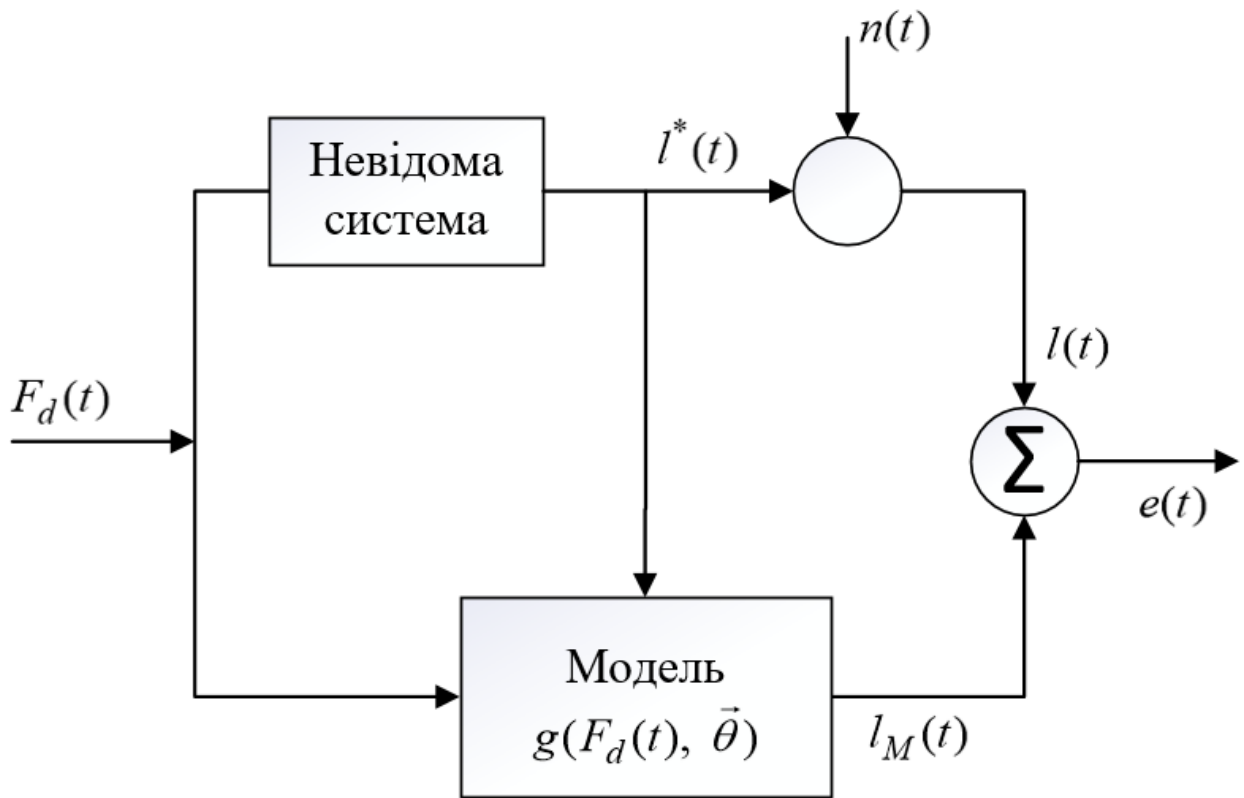 n(t)
Невідома
система
l*(t)
l(t)
F_d(t)
Σ
e(t)
Модель
g(F_d(t), θ⃗)
l_M(t)